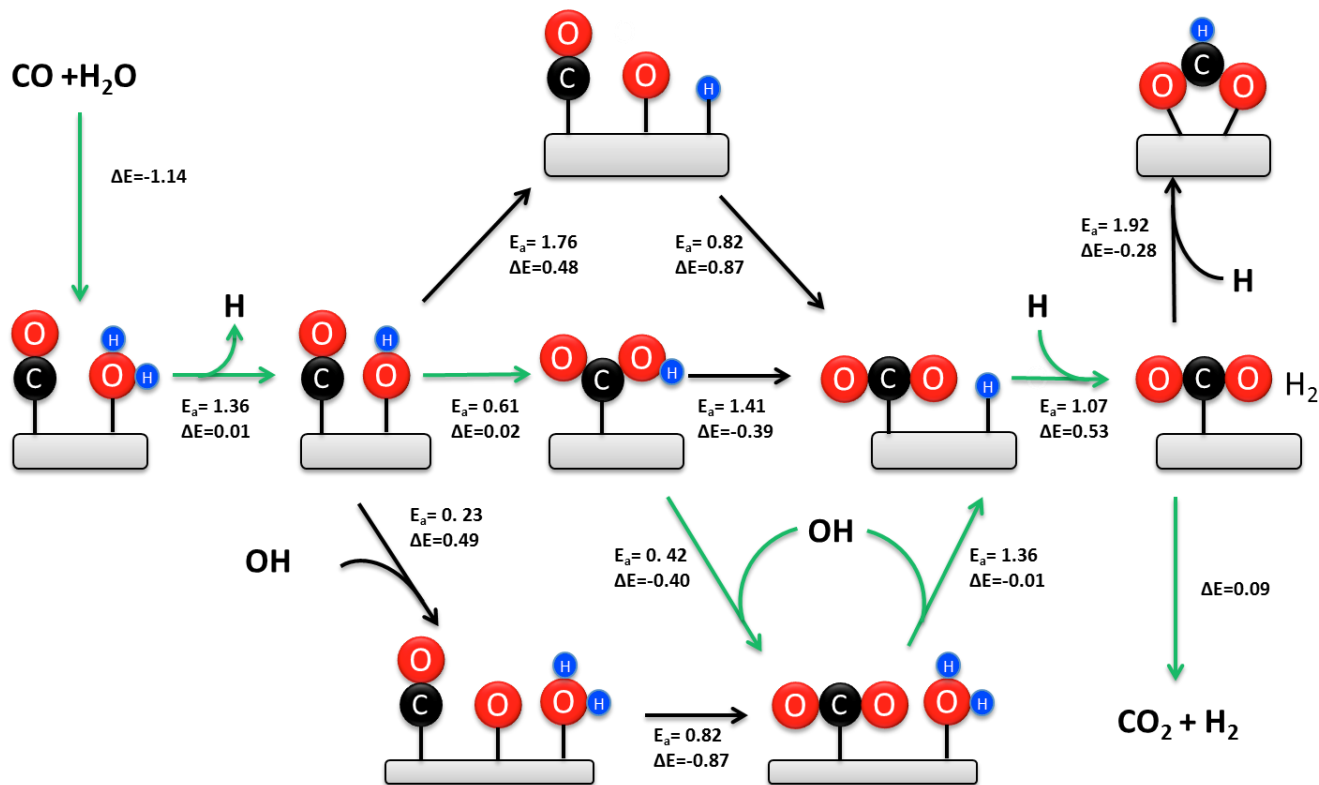 O
H
C
O
H
C
O
O
CO +H₂O
ΔE=-1.14
Eₐ= 1.76
ΔE=0.48
Eₐ= 0.82
ΔE=0.87
Eₐ= 1.92
ΔE=-0.28
H
H
H
O
H
C
O
H
Eₐ= 1.36
ΔE=0.01
O
H
C
O
Eₐ= 0.61
ΔE=0.02
O
O
C
H
Eₐ= 1.41
ΔE=-0.39
O
C
O
H
Eₐ= 1.07
ΔE=0.53
O
C
O
H₂
Eₐ= 0. 23
ΔE=0.49
OH
Eₐ= 0. 42
ΔE=-0.40
OH
Eₐ= 1.36
ΔE=-0.01
ΔE=0.09
O
C
O
H
O
H
Eₐ= 0.82
ΔE=-0.87
O
C
O
H
O
H
CO₂ + H₂